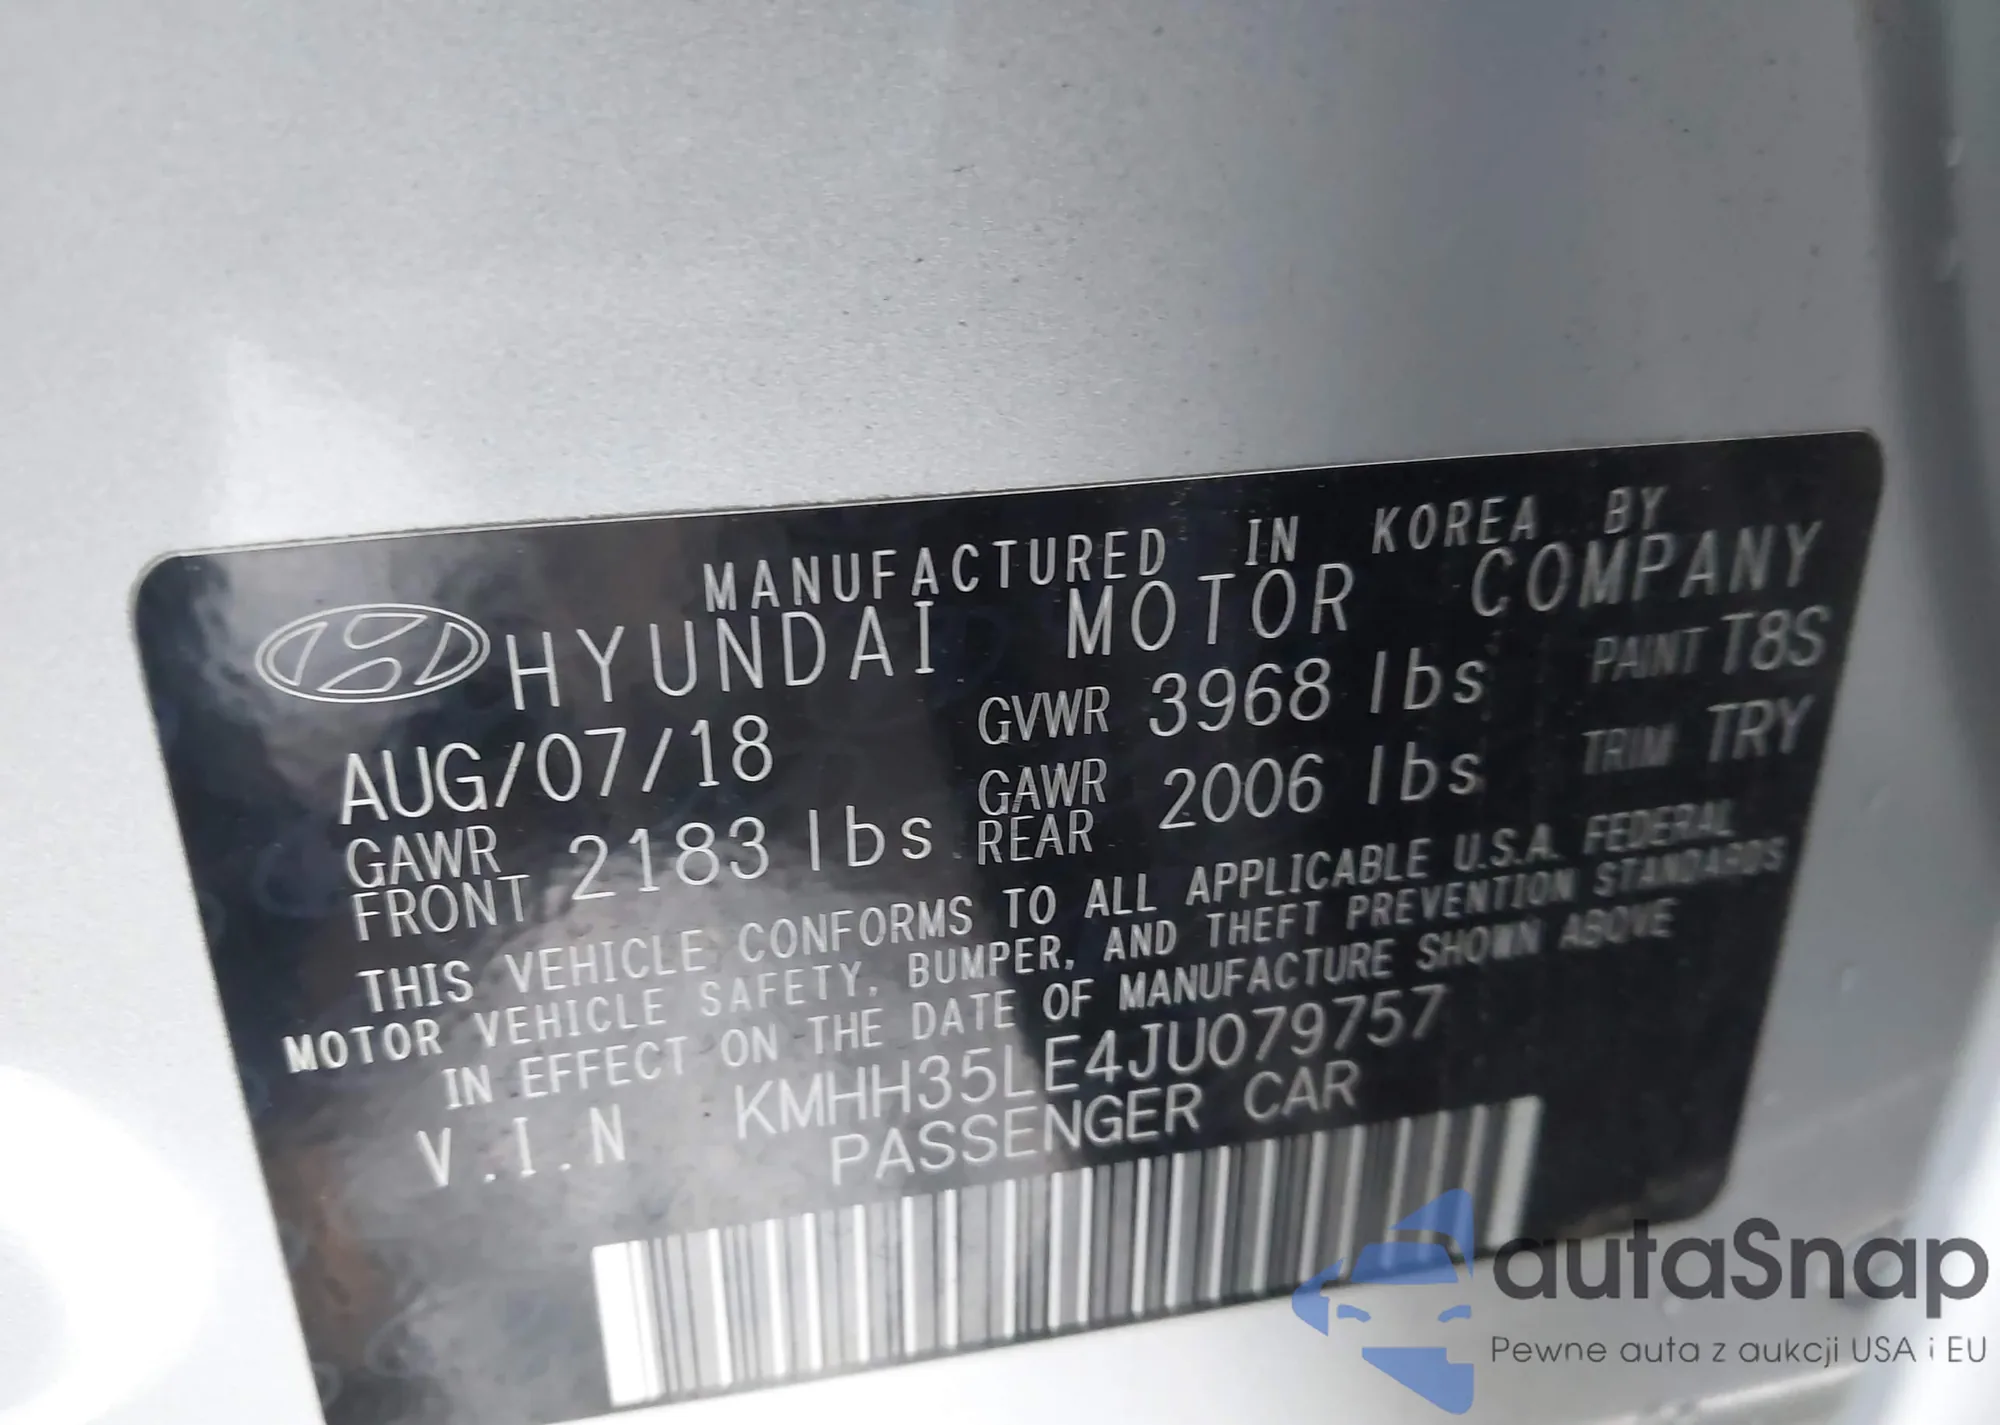 MANUFACTURED IN KOREA BY
HYUNDAI MOTOR COMPANY
AUG/07/18 GVWR 3968 lbs PAINT T8S
GAWR FRONT 2183 lbs GAWR REAR 2006 lbs TRIM TRY
THIS VEHICLE CONFORMS TO ALL APPLICABLE U.S.A. FEDERAL
MOTOR VEHICLE SAFETY, BUMPER, AND THEFT PREVENTION STANDARDS
IN EFFECT ON THE DATE OF MANUFACTURE SHOWN ABOVE
V.I.N KMHH35LE4JU079757
PASSENGER CAR
autaSnap
Pewne auta z aukcji USA i EU